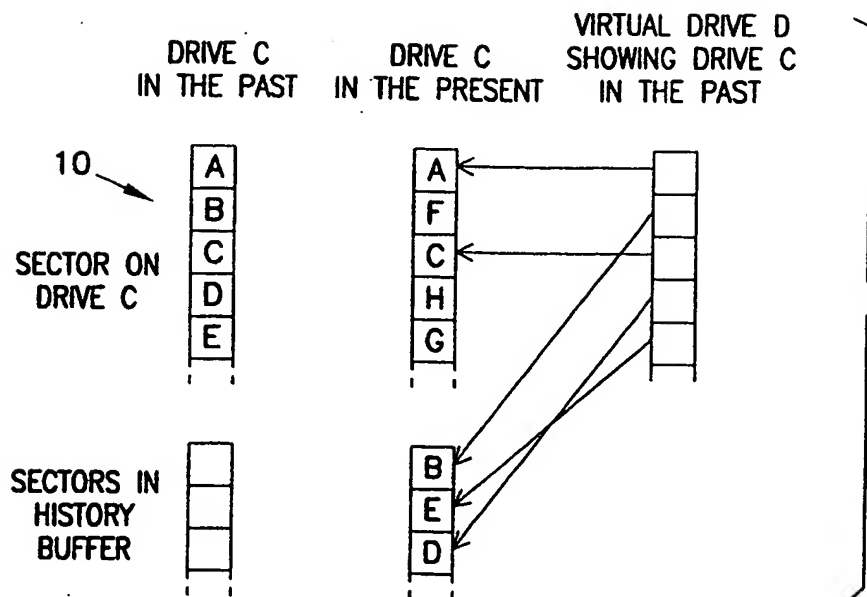 DRIVE C
IN THE PAST
DRIVE C
IN THE PRESENT
VIRTUAL DRIVE D
SHOWING DRIVE C
IN THE PAST
10
SECTOR ON
DRIVE C
A
B
C
D
E
A
F
C
H
G
SECTORS IN
HISTORY
BUFFER
B
E
D